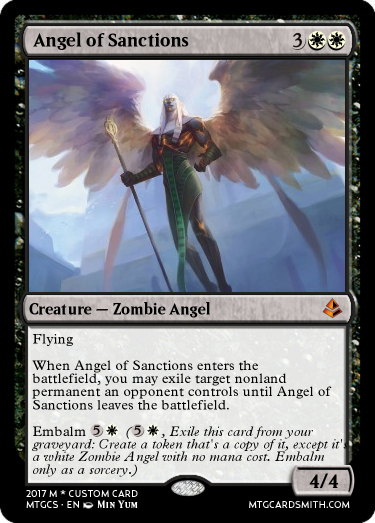 Angel of Sanctions 3
Creature — Zombie Angel
Flying
When Angel of Sanctions enters the
battlefield, you may exile target nonland
permanent an opponent controls until Angel of
Sanctions leaves the battlefield.
Embalm 5 (5 , Exile this card from your
graveyard: Create a token that's a copy of it, except it's
a white Zombie Angel with no mana cost. Embalm
only as a sorcery.)
4/4
2017 M * CUSTOM CARD
MTGCS · EN Min Yum
MTGCARDSMITH.COM